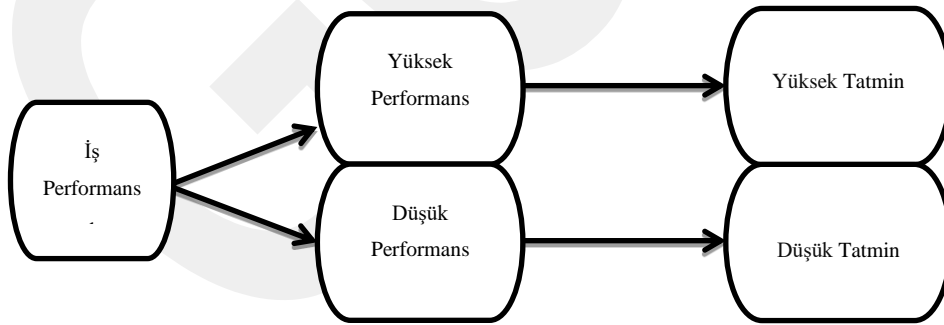 İş
Performans
Yüksek
Performans
Yüksek Tatmin
Düşük
Performans
Düşük Tatmin